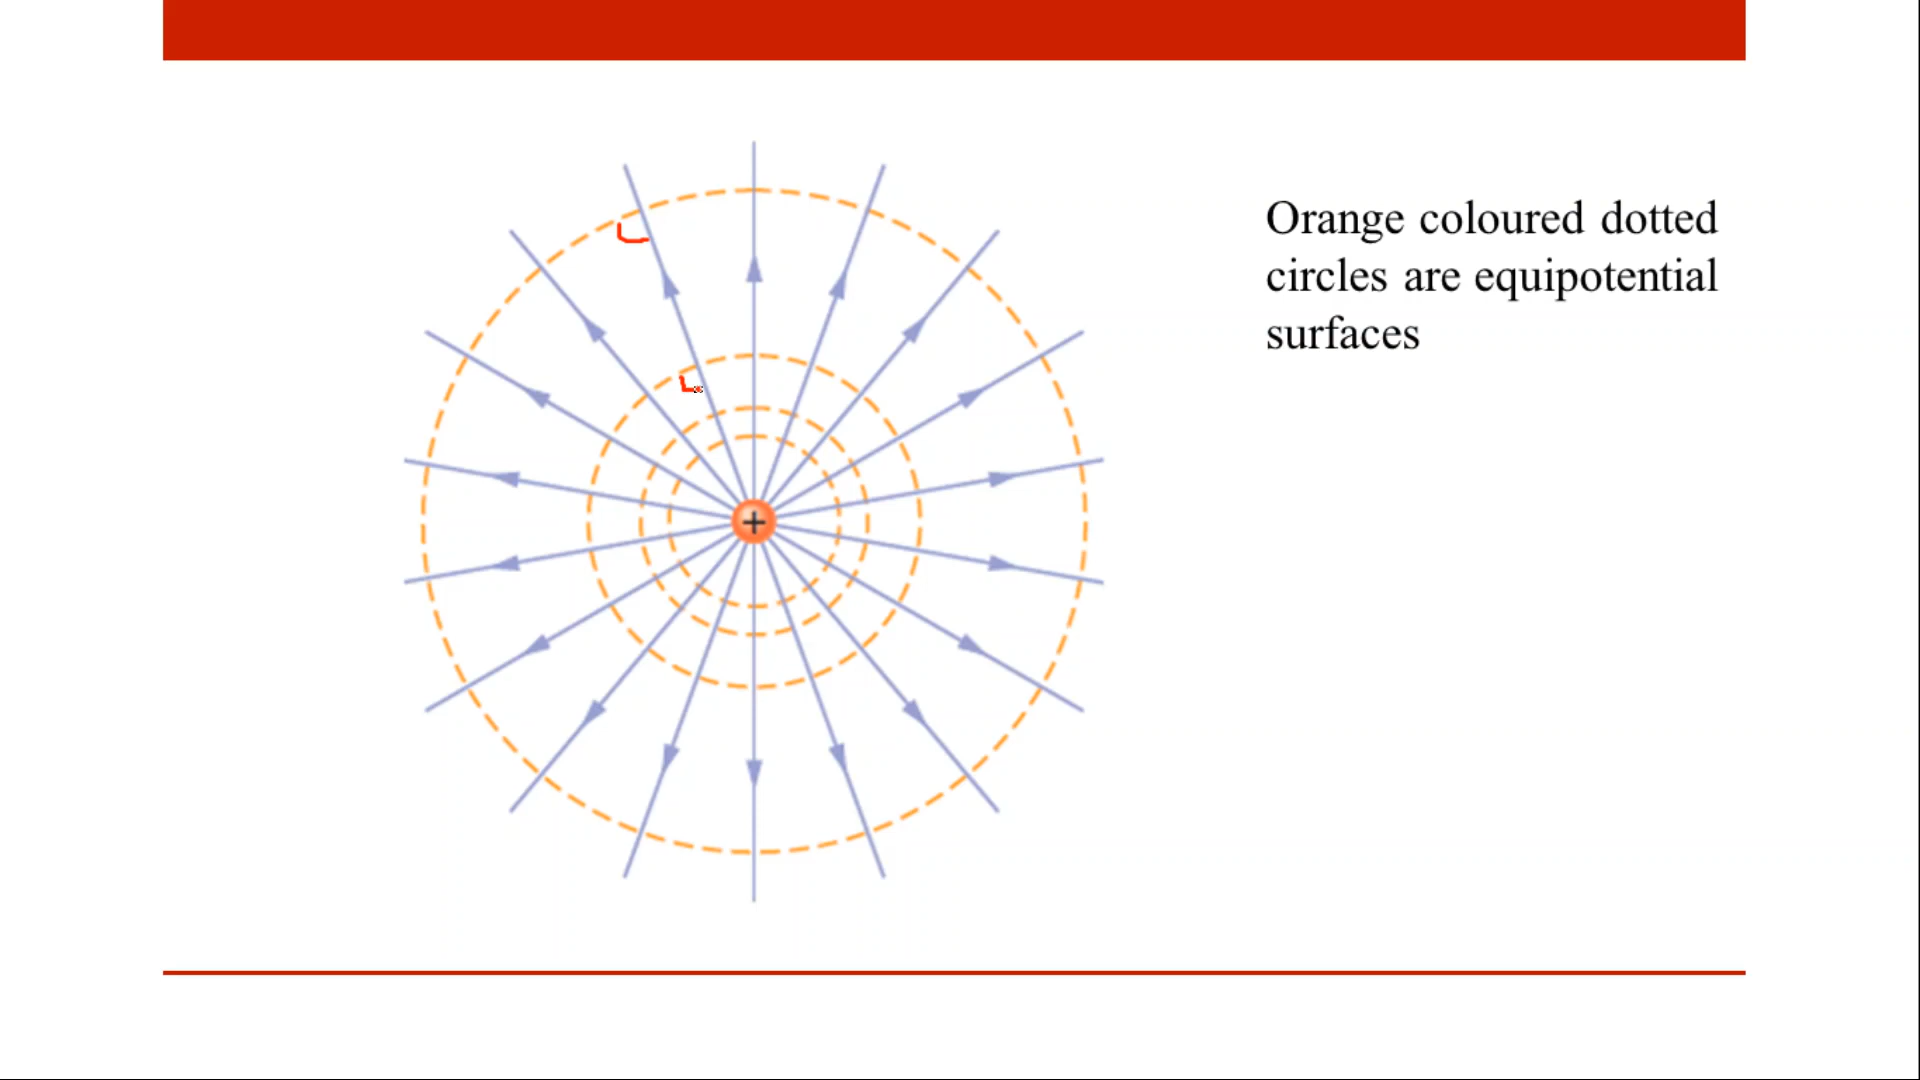 Orange coloured dotted
circles are equipotential
surfaces
+